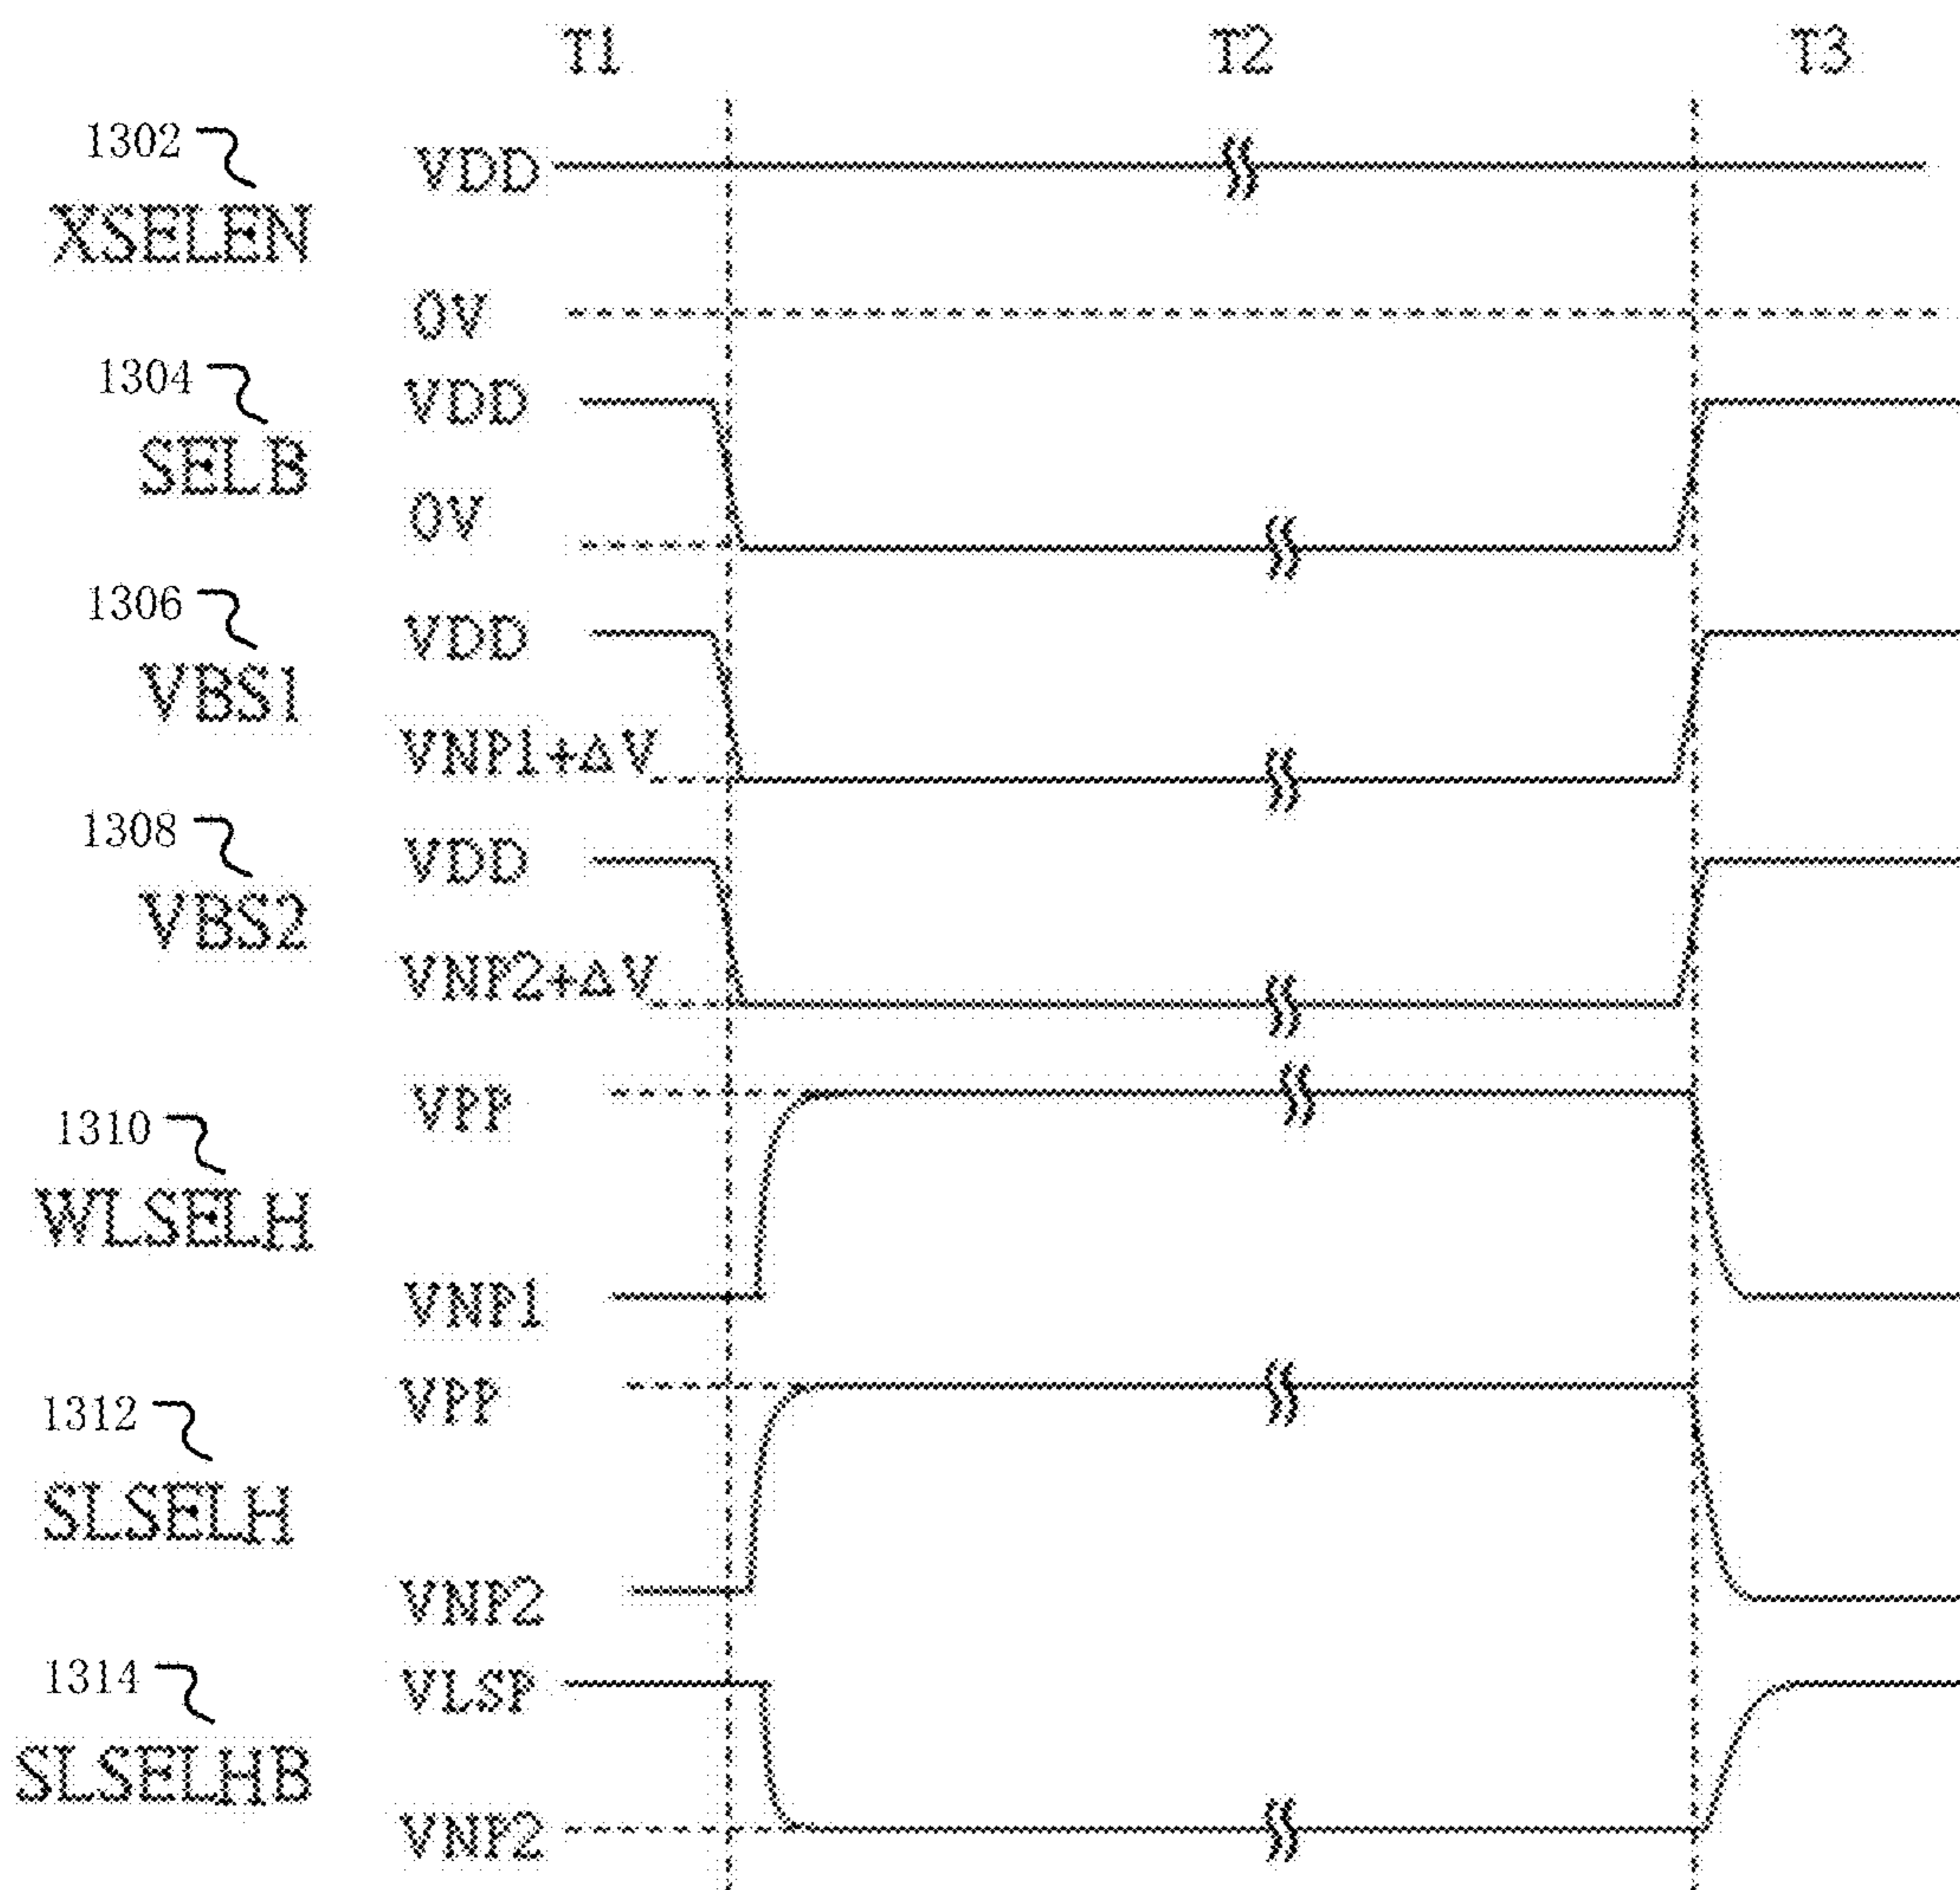 T1 T2 T3
1302
VDD
XSELEN
0V
1304
VDD
SELB
0V
1306
VDD
VBS1
VNP1+ΔV
1308
VDD
VBS2
VNP2+ΔV
VPP
1310
WLSELH
VNP1
VPP
1312
SLSELH
VNP2
1314
VLSP
SLSELHB
VNP2